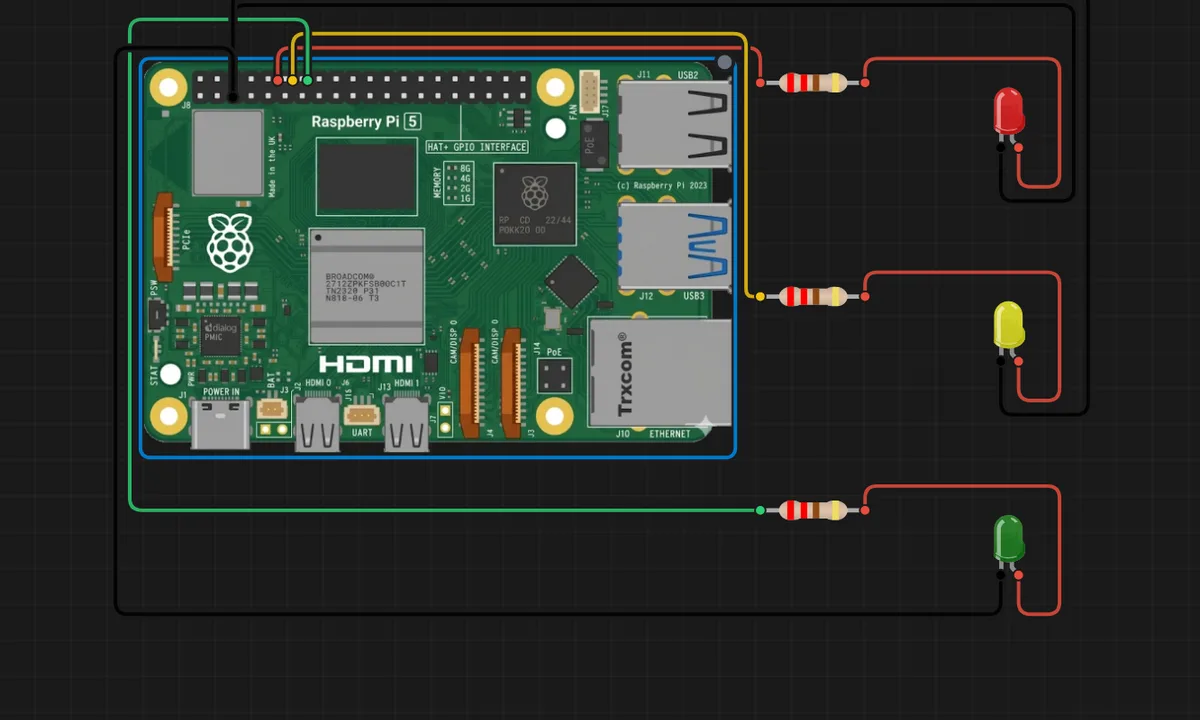 J8
Raspberry Pi 5
HAT+ GPIO INTERFACE
Made in the UK
MEMORY
8G
4G
2G
1G
FAN
J17
PoE
J11
USB2
(c) Raspberry Pi 2023
RP CD 22/44
P0KK20 00
PCIe
BROADCOM®
2712ZPKFSB00C1T
TN2320 P31
N818-06 T3
J12
USB3
PSW
dialog
PMIC
HDMI
CAM/DISP 0
CAM/DISP 0
J14
PoE
Trxcom®
STAT
PWR
J1
POWER IN
BAT
J3
J2
HDMI 0
J6
J15
UART
J13
HDMI 1
VIO
J7
J4
J3
J10
ETHERNET